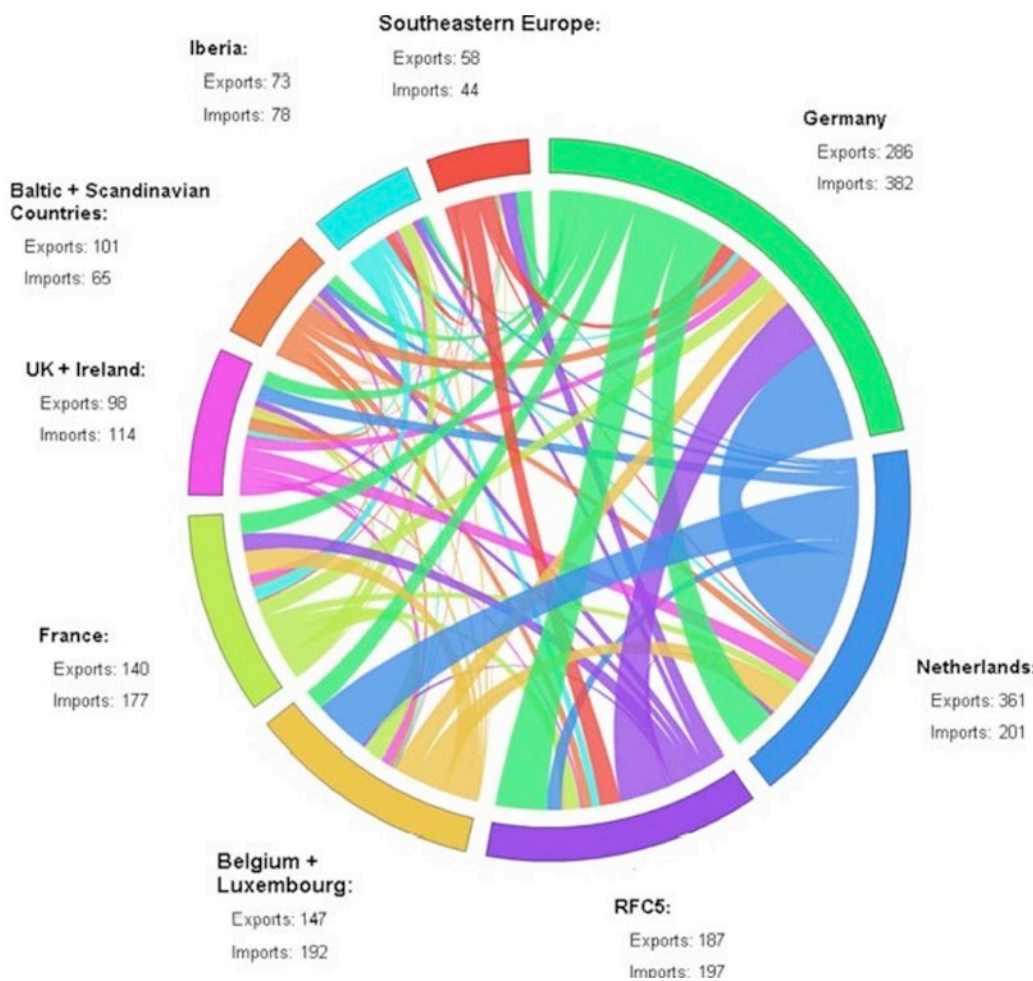 Southeastern Europe:
Exports: 58
Imports: 44
Iberia:
Exports: 73
Imports: 78
Germany
Exports: 286
Imports: 382
Baltic + Scandinavian
Countries:
Exports: 101
Imports: 65
UK + Ireland:
Exports: 98
Imports: 114
France:
Exports: 140
Imports: 177
Netherlands:
Exports: 361
Imports: 201
Belgium +
Luxembourg:
Exports: 147
Imports: 192
RFC5:
Exports: 187
Imports: 197